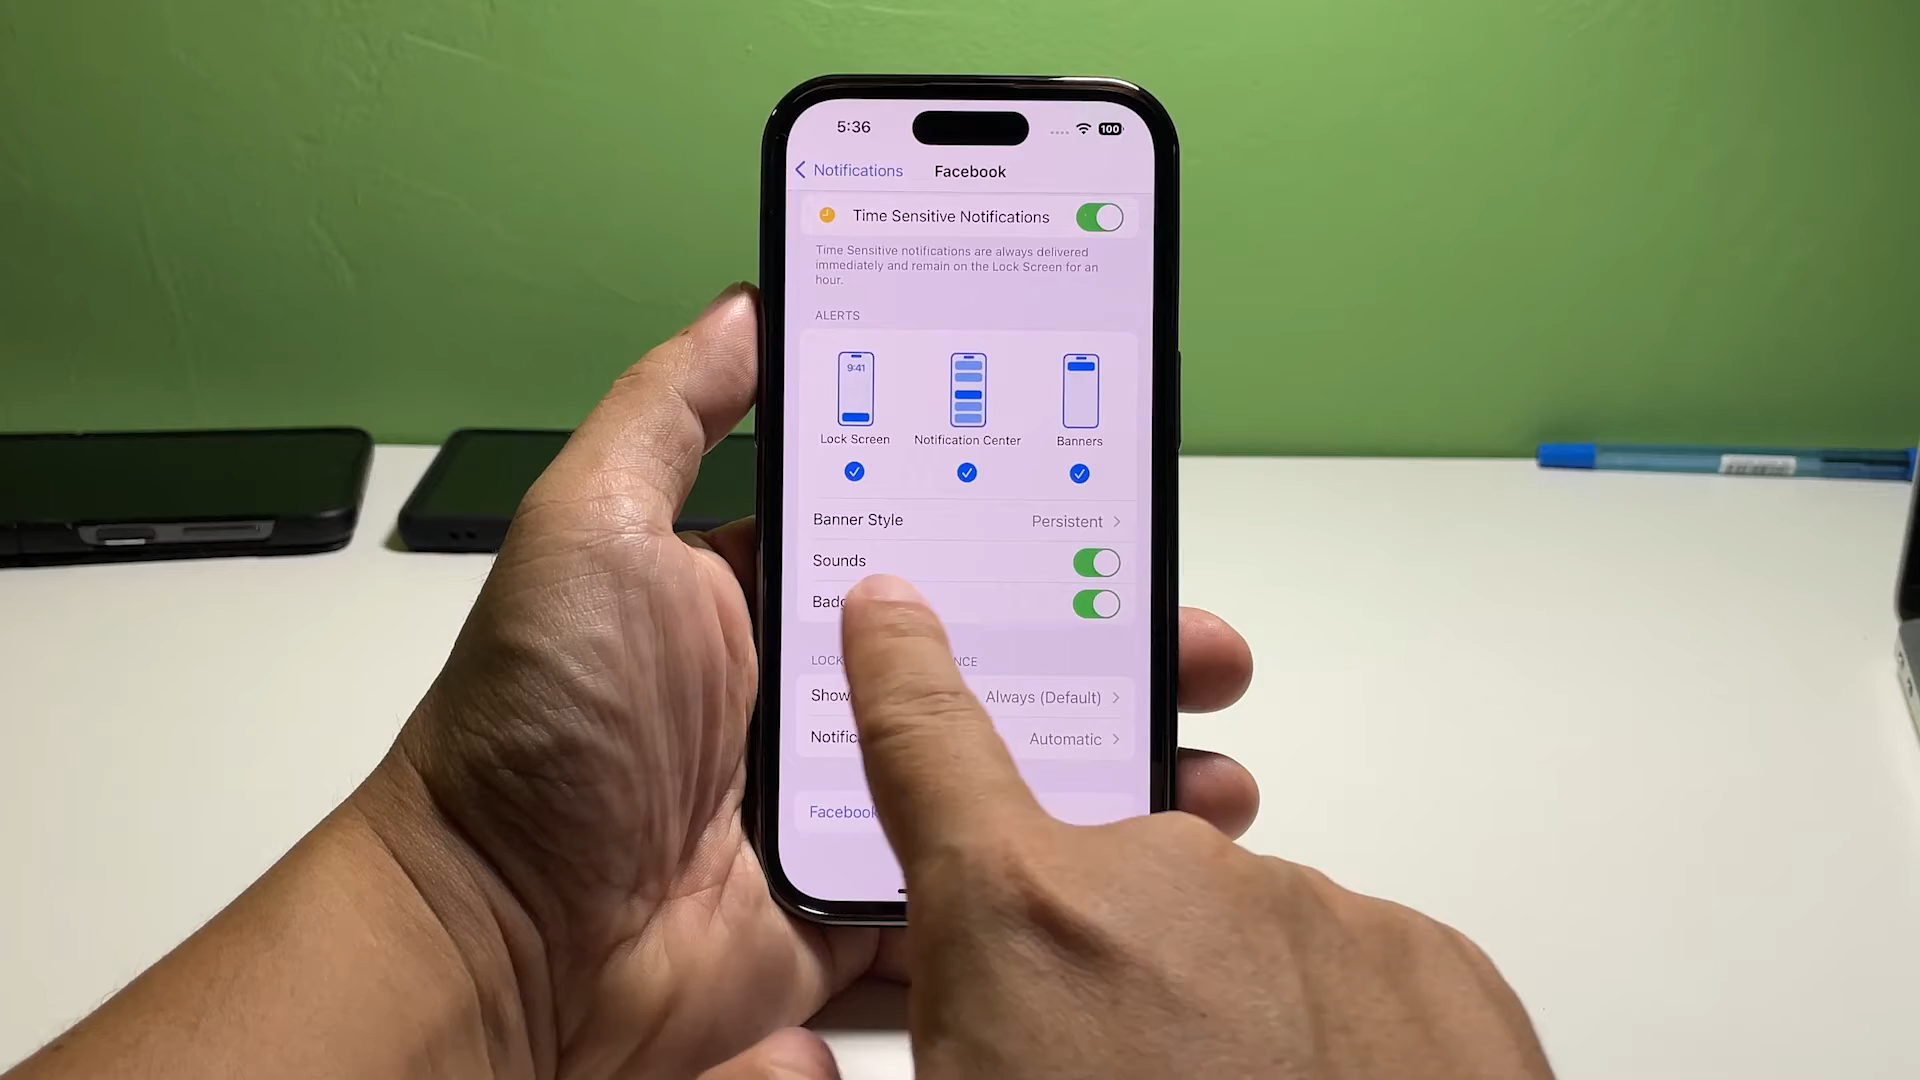 5:36
100
Notifications
Facebook
Time Sensitive Notifications
Time Sensitive notifications are always delivered
immediately and remain on the Lock Screen for an
hour.
ALERTS
9:41
Lock Screen
Notification Center
Banners
Banner Style
Persistent
Sounds
Show
Always (Default)
Automatic
Facebook